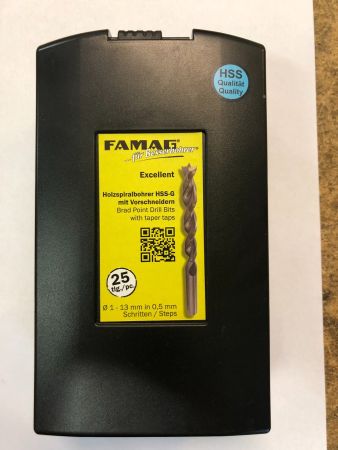 HSS
Qualität
Quality
FAMAG®
...für Besserbohrer®
Excellent
Holzspiralbohrer HSS-G
mit Vorschneidern
Brad Point Drill Bits
with taper taps
25
tlg./pc.
Ø 1 - 13 mm in 0,5 mm
Schritten / Steps